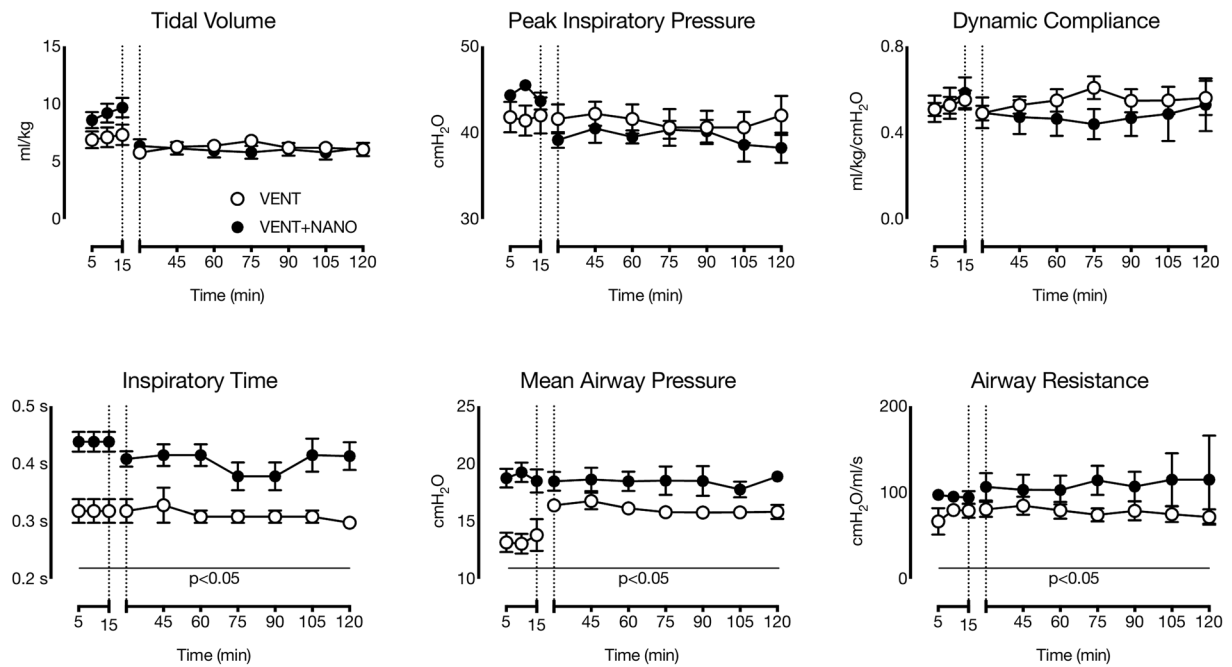 Tidal Volume
15
10
5
0
ml/kg
VENT
VENT+NANO
5 15 45 60 75 90 105 120
Time (min)
Peak Inspiratory Pressure
50
40
30
cmH₂O
5 15 45 60 75 90 105 120
Time (min)
Dynamic Compliance
0.8
0.4
0.0
ml/kg/cmH₂O
5 15 45 60 75 90 105 120
Time (min)
Inspiratory Time
0.5 s
0.4 s
0.3 s
0.2 s
p<0.05
5 15 45 60 75 90 105 120
Time (min)
Mean Airway Pressure
25
20
15
10
cmH₂O
p<0.05
5 15 45 60 75 90 105 120
Time (min)
Airway Resistance
200
100
0
cmH₂O/ml/s
p<0.05
5 15 45 60 75 90 105 120
Time (min)